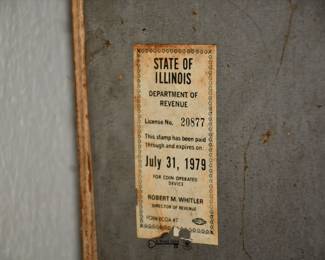 STATE OF
ILLINOIS
DEPARTMENT OF
REVENUE
License No. 20877
This stamp has been paid
through and expires on:
July 31, 1979
FOR COIN OPERATED
DEVICE
ROBERT M. WHITLER
DIRECTOR OF REVENUE